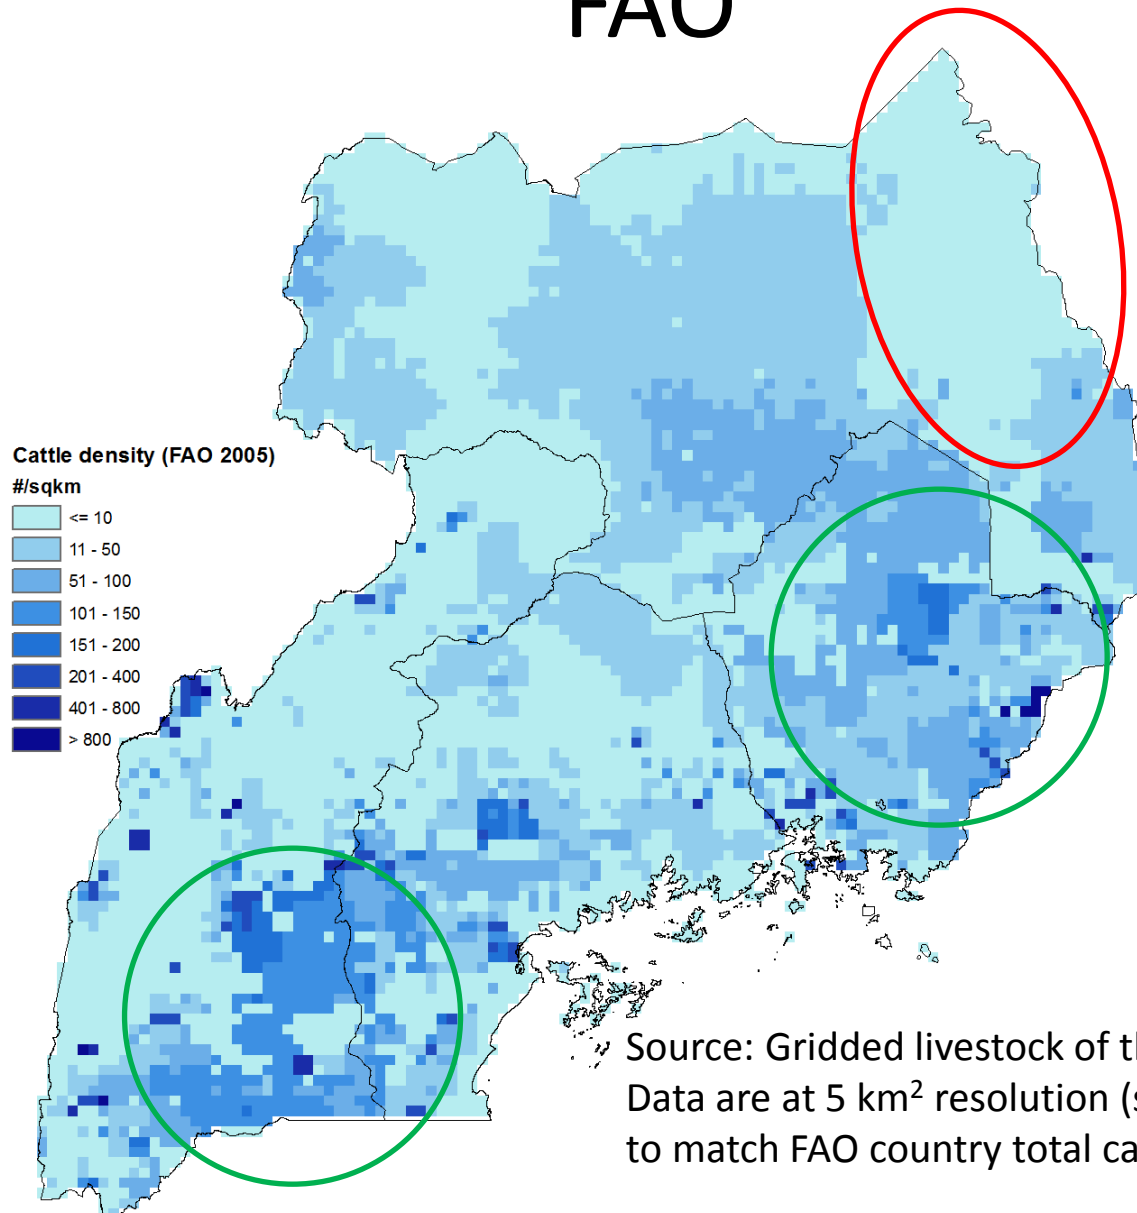 FAO
Cattle density (FAO 2005)
#/sqkm
<= 10
11 - 50
51 - 100
101 - 150
151 - 200
201 - 400
401 - 800
> 800
Source: Gridded livestock of
Data are at 5 km² resolution
to match FAO country total